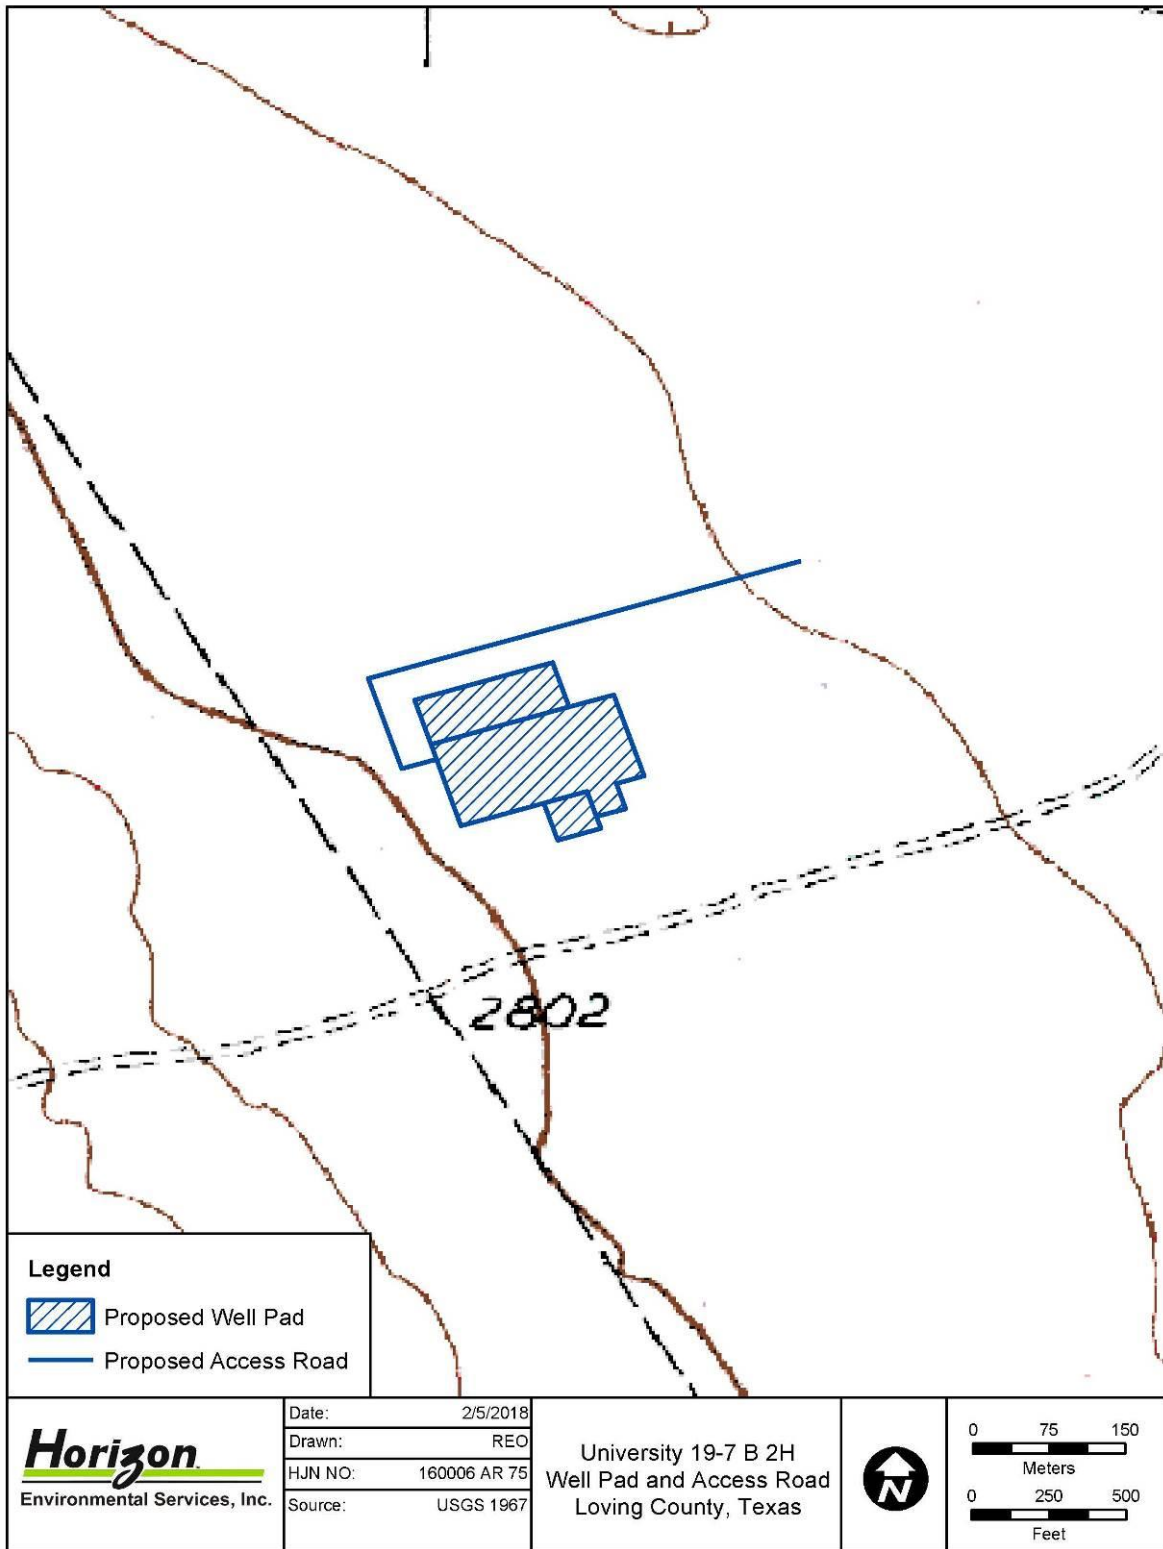 2802
Legend
Proposed Well Pad
Proposed Access Road
Horizon
Environmental Services, Inc.
Date: 2/5/2018
Drawn: REO
HJN NO: 160006 AR 75
Source: USGS 1967
University 19-7 B 2H
Well Pad and Access Road
Loving County, Texas
N
0 75 150
Meters
0 250 500
Feet